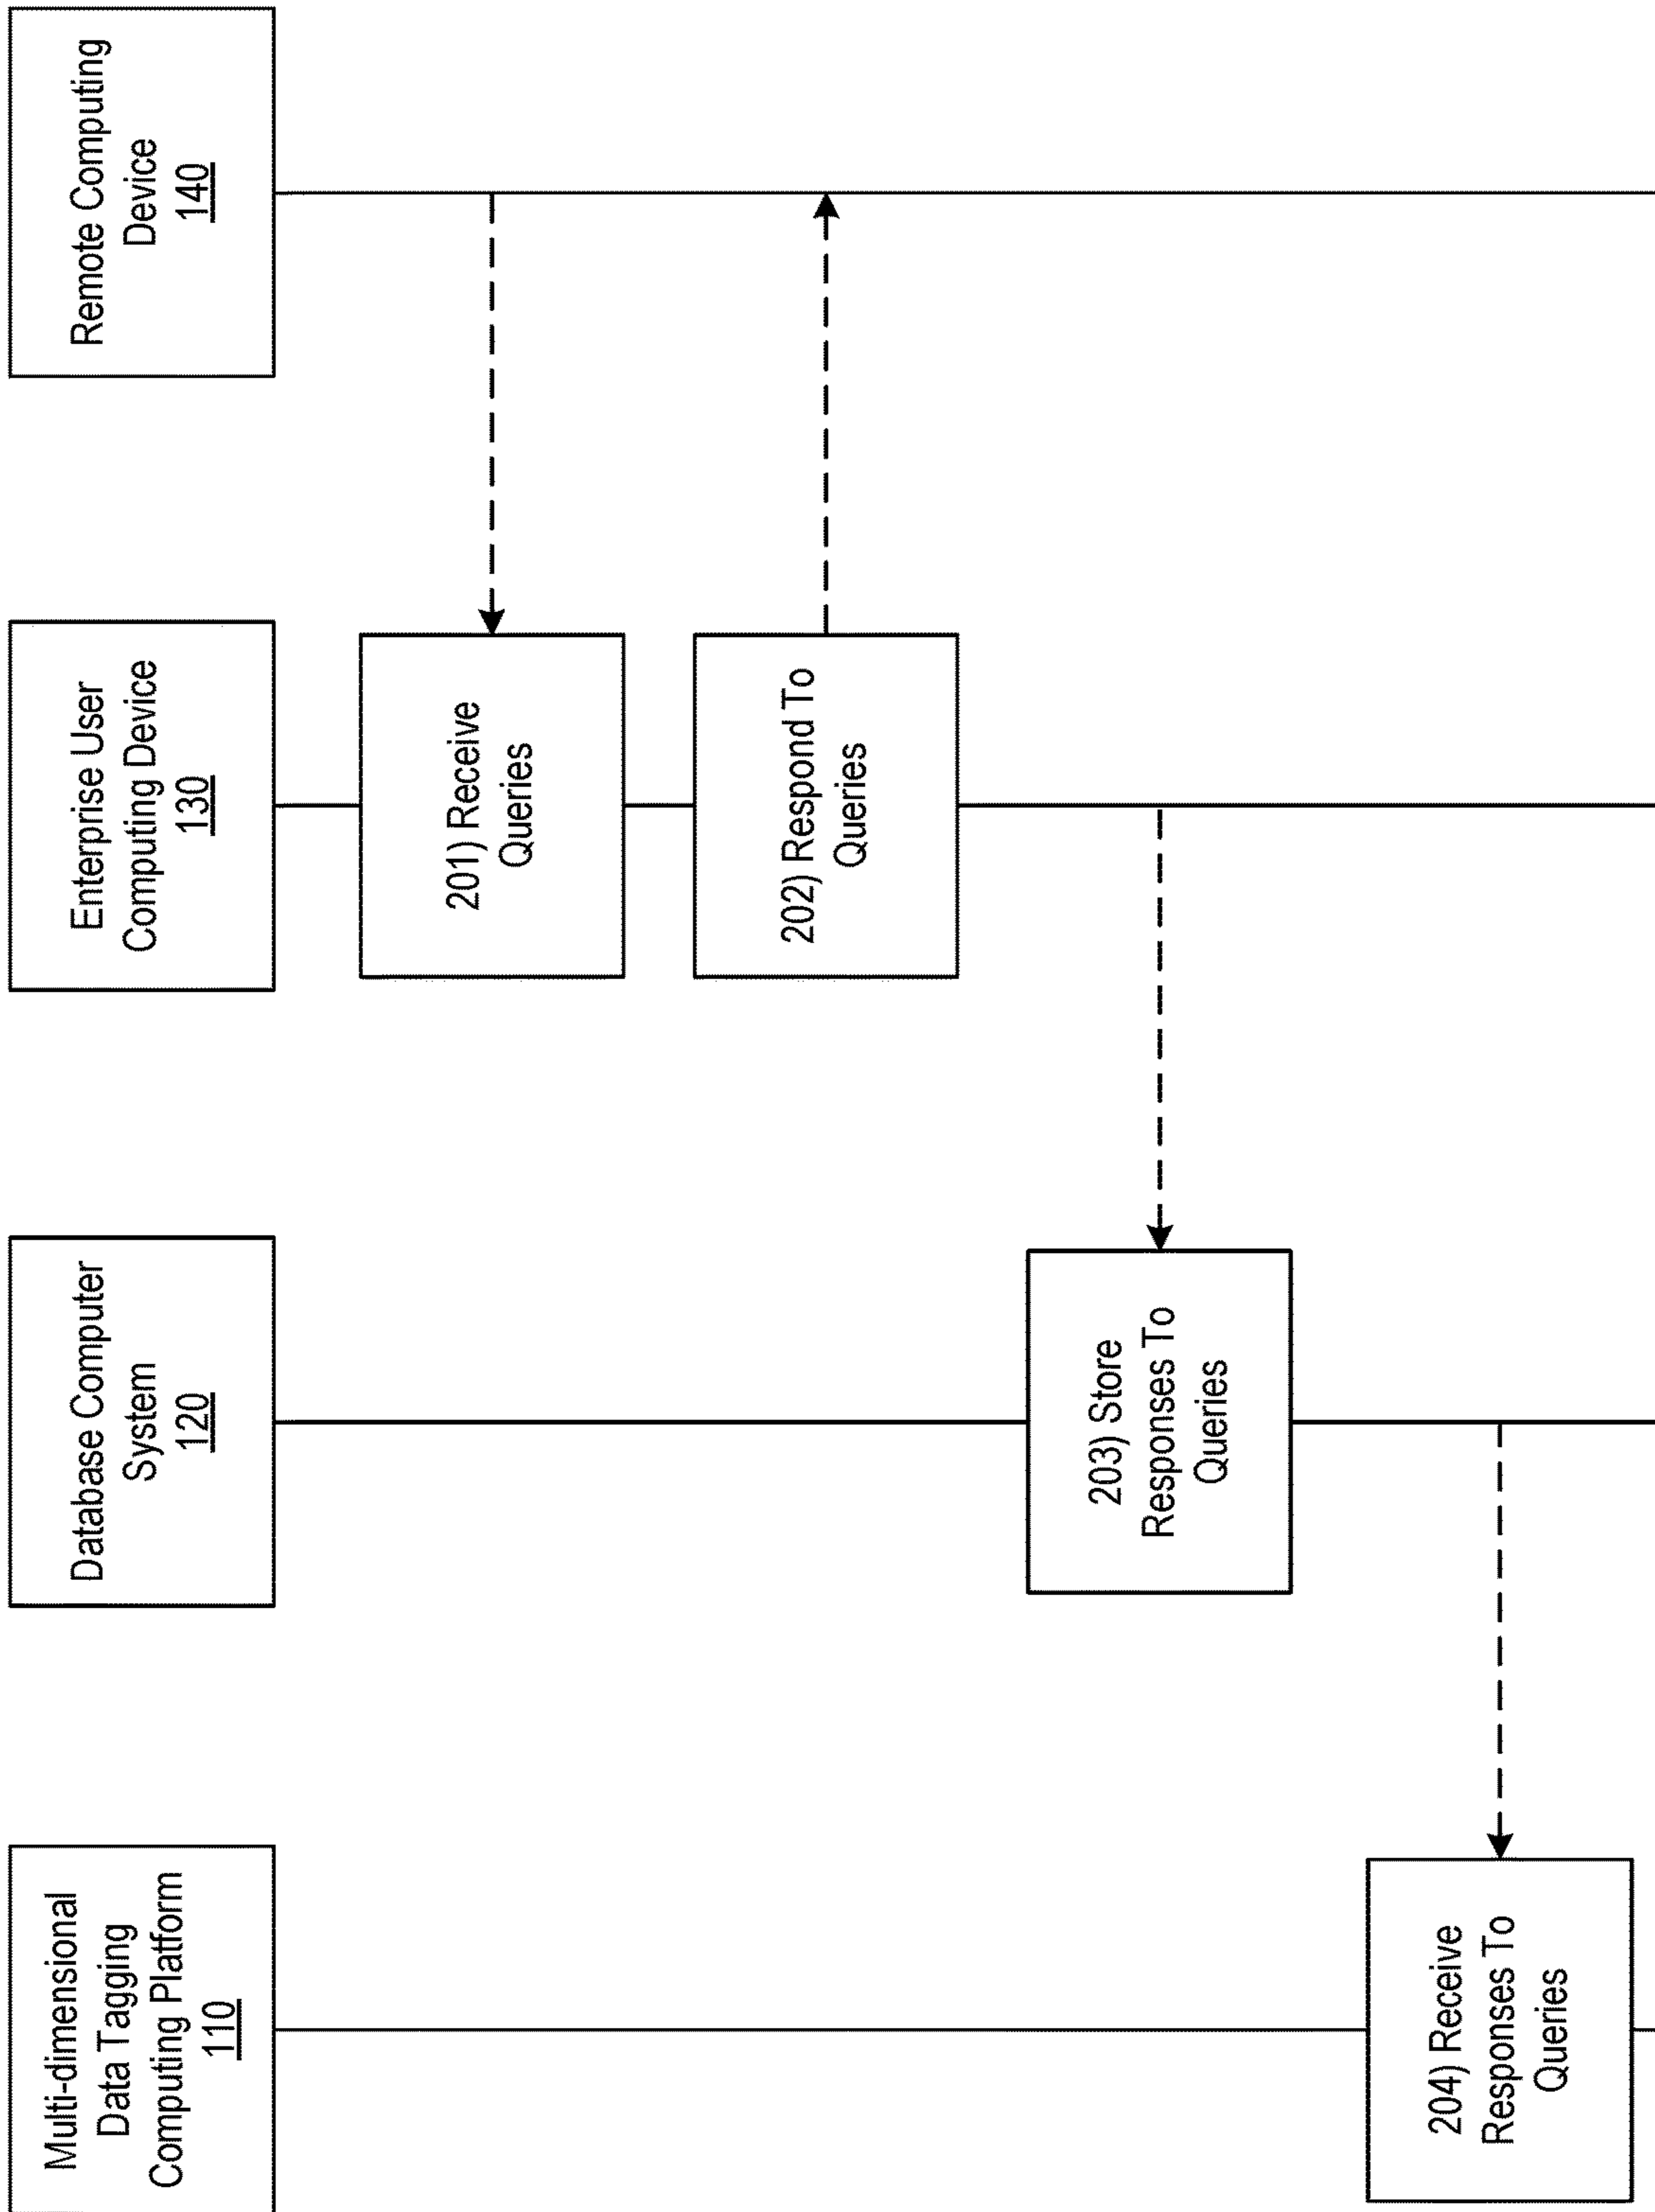 Multi-dimensional
Data Tagging
Computing Platform
110
Database Computer
System
120
Enterprise User
Computing Device
130
Remote Computing
Device
140
201) Receive
Queries
202) Respond To
Queries
203) Store
Responses To
Queries
204) Receive
Responses To
Queries